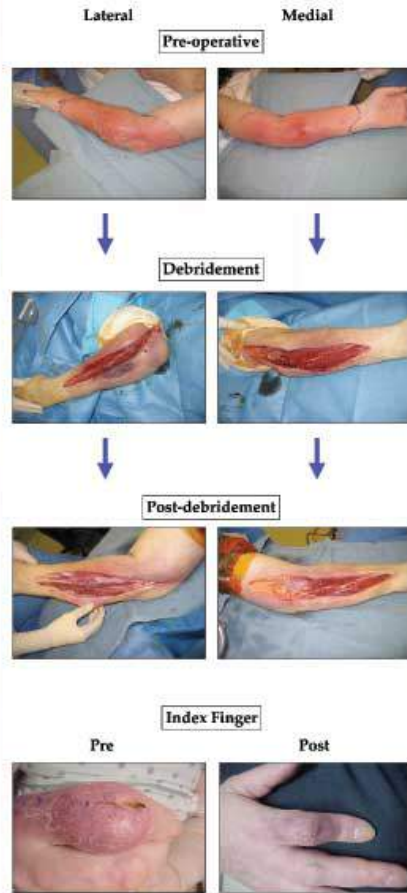 Lateral Medial
Pre-operative
Debridement
Post-debridement
Index Finger
Pre Post